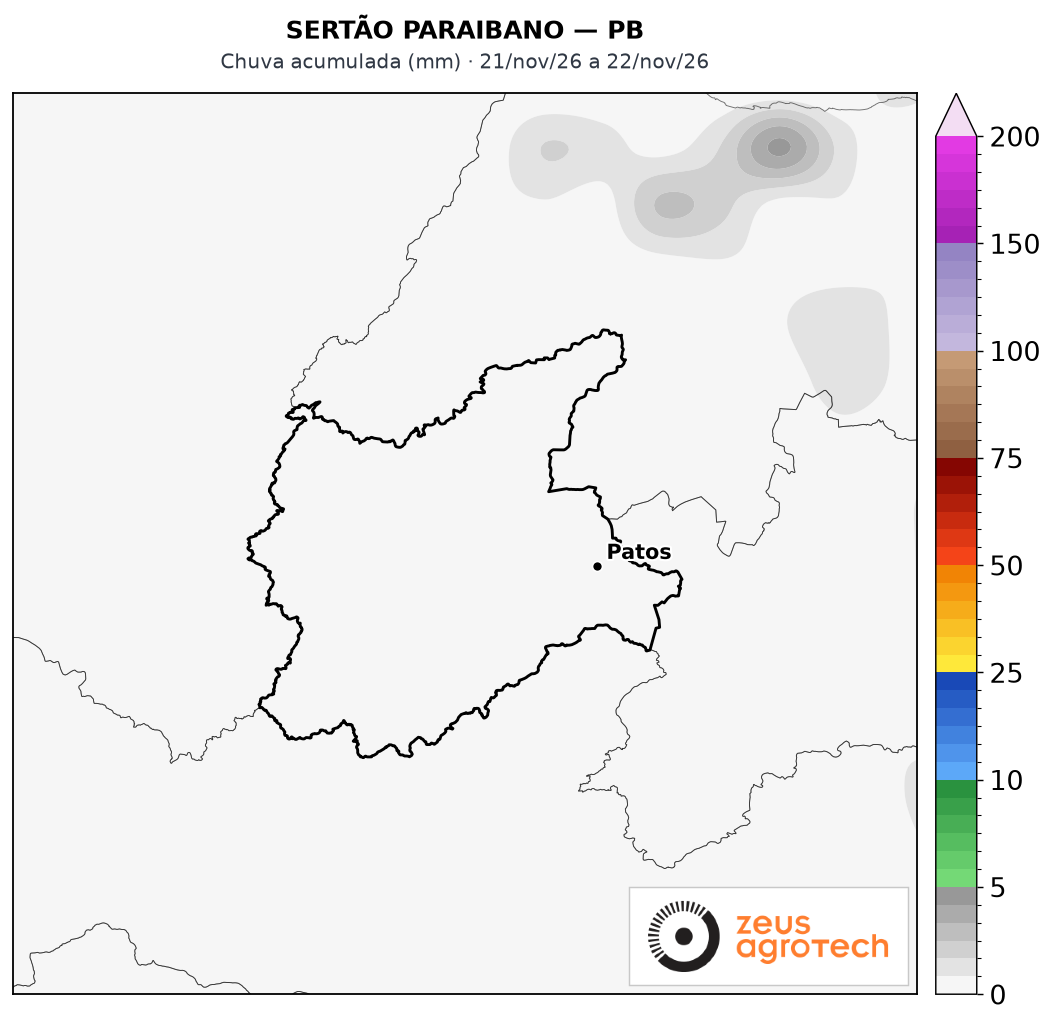 SERTÃO PARAIBANO — PB
Chuva acumulada (mm) · 21/nov/26 a 22/nov/26
200
150
100
75
50
25
10
5
0
Patos
zeus
agrotech